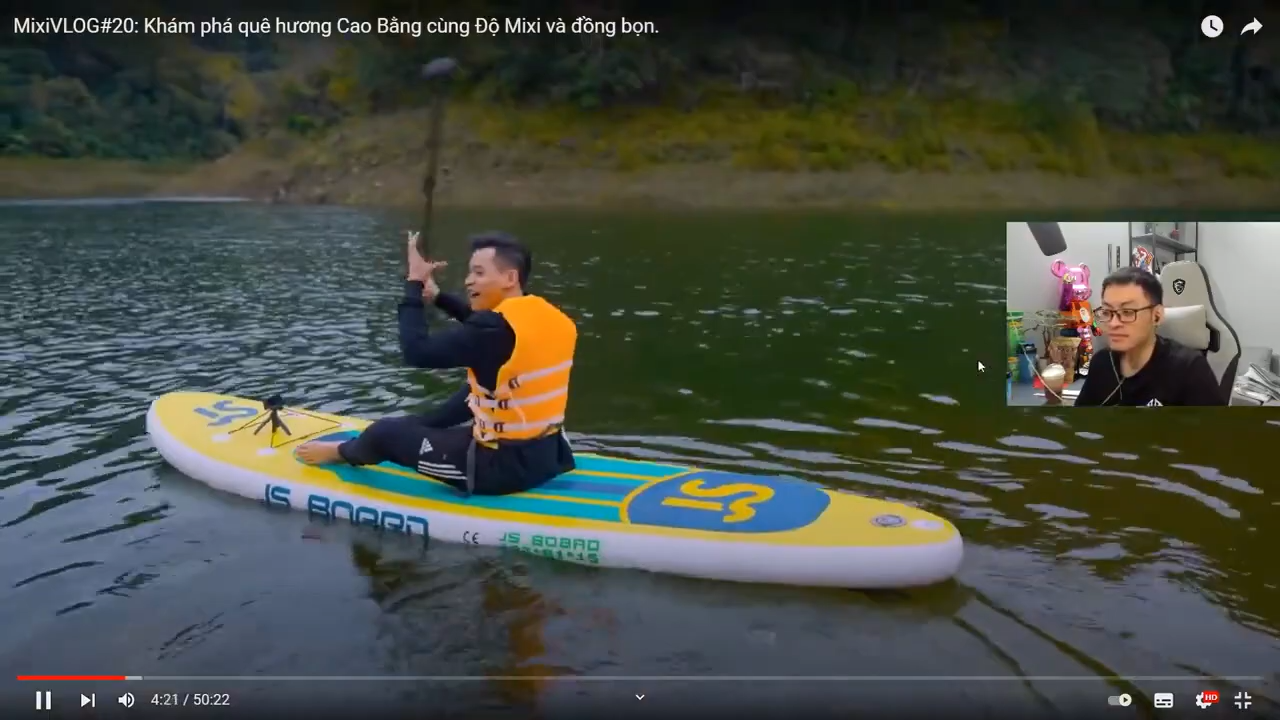 MixiVLOG#20: Khám phá quê hương Cao Bằng cùng Độ Mixi và đồng bọn.
JS
JS
JS BOARD
CE
JS BOARD
4:21 / 50:22
HD